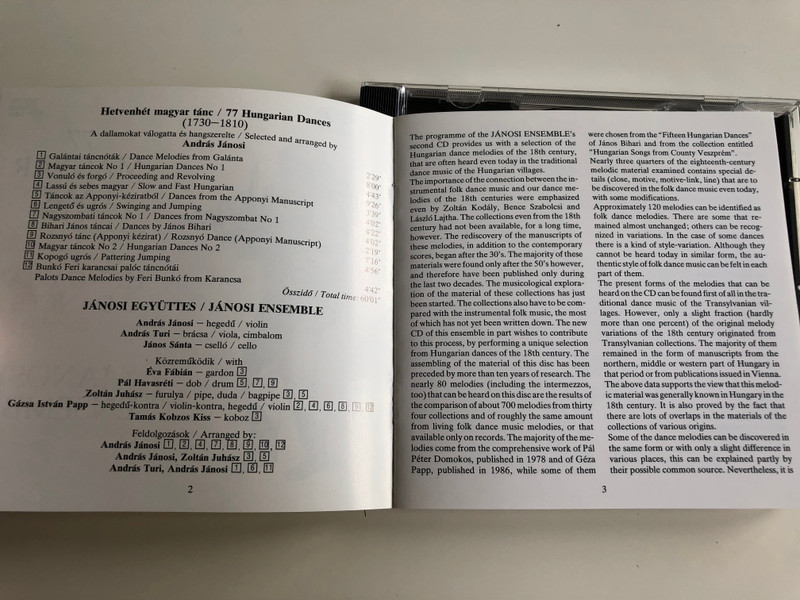 Hetvenhét magyar tánc / 77 Hungarian Dances
(1730—1810)
A dallamokat válogatta és hangszerelte / Selected and arranged by
András Jánosi
1 Galántai táncnóták / Dance Melodies from Galánta
2 Magyar táncok No 1 / Hungarian Dances No 1 2'29"
3 Vonuló és forgó / Proceeding and Revolving 8'00"
4 Lassú és sebes magyar / Slow and Fast Hungarian 4'43"
5 Táncok az Apponyi-kéziratból / Dances from the Apponyi Manuscript
6 Lengető és ugrós / Swinging and Jumping
7 Nagyszombati táncok No 1 / Dances from Nagyszombat No 1
8 Bihari János táncai / Dances by János Bihari
9 Rozsnyó tánc (Apponyi kézirat) / Rozsnyó Dance (Apponyi Manuscript)
10 Magyar táncok No 2 / Hungarian Dances No 2
11 Kopogó ugrós / Pattering Jumping
12 Bunkó Feri karancsai palóc táncnótái
Palots Dance Melodies by Feri Bunkó from Karancsa 4'42"
Összidő / Total time: 60'01"
JÁNOSI EGYÜTTES / JÁNOSI ENSEMBLE
András Jánosi — hegedű / violin
András Turi — brácsa / viola, cimbalom
János Sánta — cselló / cello
Közreműködik / with
Éva Fábián — gardon 3
Pál Havasréti — dob / drum 5, 7, 9
Zoltán Juhász — furulya / pipe, duda / bagpipe 3, 5
Gázsa István Papp — hegedű-kontra / violin-kontra, hegedű / violin 2, 4, 6, 8, 9, 12
Tamás Kobzos Kiss — koboz 3
Feldolgozások / Arranged by:
András Jánosi 1, 2, 4, 7, 8, 9, 10, 12
András Jánosi, Zoltán Juhász 3, 5
András Turi, András Jánosi 1, 6, 11
2
The programme of the JÁNOSI ENSEMBLE's
second CD provides us with a selection of the
Hungarian dance melodies of the 18th century,
that are often heard even today in the traditional
dance music of the Hungarian villages.
The importance of the connection between the in-
strumental folk dance music and our dance me-
lodies of the 18th centuries were emphasized
even by Zoltán Kodály, Bence Szabolcsi and
László Lajtha. The collections even from the 18th
century had not been available, for a long time,
however. The rediscovery of the manuscripts of
these melodies, in addition to the contemporary
scores, began after the 30's. The majority of these
materials were found only after the 50's however,
and therefore have been published only during
the last two decades. The musicological explora-
tion of the material of these collections has just
been started. The collections also have to be com-
pared with the instrumental folk music, the most
of which has not yet been written down. The new
CD of this ensemble in part wishes to contribute
to this process, by performing a unique selection
from Hungarian dances of the 18th century. The
assembling of the material of this disc has been
preceded by more than ten years of research. The
nearly 80 melodies (including the intermezzos,
too) that can be heard on this disc are the results of
the comparison of about 700 melodies from thirty
four collections and of roughly the same amount
from living folk dance music melodies, or that
available only on records. The majority of the me-
lodies come from the comprehensive work of Pál
Péter Domokos, published in 1978 and of Géza
Papp, published in 1986, while some of them
were chosen from the "Fifteen Hungarian Dances"
of János Bihari and from the collection entitled
"Hungarian Songs from County Veszprém".
Nearly three quarters of the eighteenth-century
melodic material examined contains special de-
tails (close, motive, motive-link, line) that are to
be discovered in the folk dance music even today,
with some modifications.
Approximately 120 melodies can be identified as
folk dance melodies. There are some that re-
mained almost unchanged; others can be recog-
nized in variations. In the case of some dances
there is a kind of style-variation. Although they
cannot be heard today in similar form, the au-
thentic style of folk dance music can be felt in each
part of them.
The present forms of the melodies that can be
heard on the CD can be found first of all in the tra-
ditional dance music of the Transylvanian vil-
lages. However, only a slight fraction (hardly
more than one percent) of the original melody
variations of the 18th century originated from
Transylvanian collections. The majority of them
remained in the form of manuscripts from the
northern, middle or western part of Hungary in
that period or from publications issued in Vienna.
The above data supports the view that this melod-
ic material was generally known in Hungary in the
18th century. It is also proved by the fact that
there are lots of overlaps in the materials of the
collections of various origins.
Some of the dance melodies can be discovered in
the same form or with only a slight difference in
various places, this can be explained partly by
their possible common source. Nevertheless, it is
3